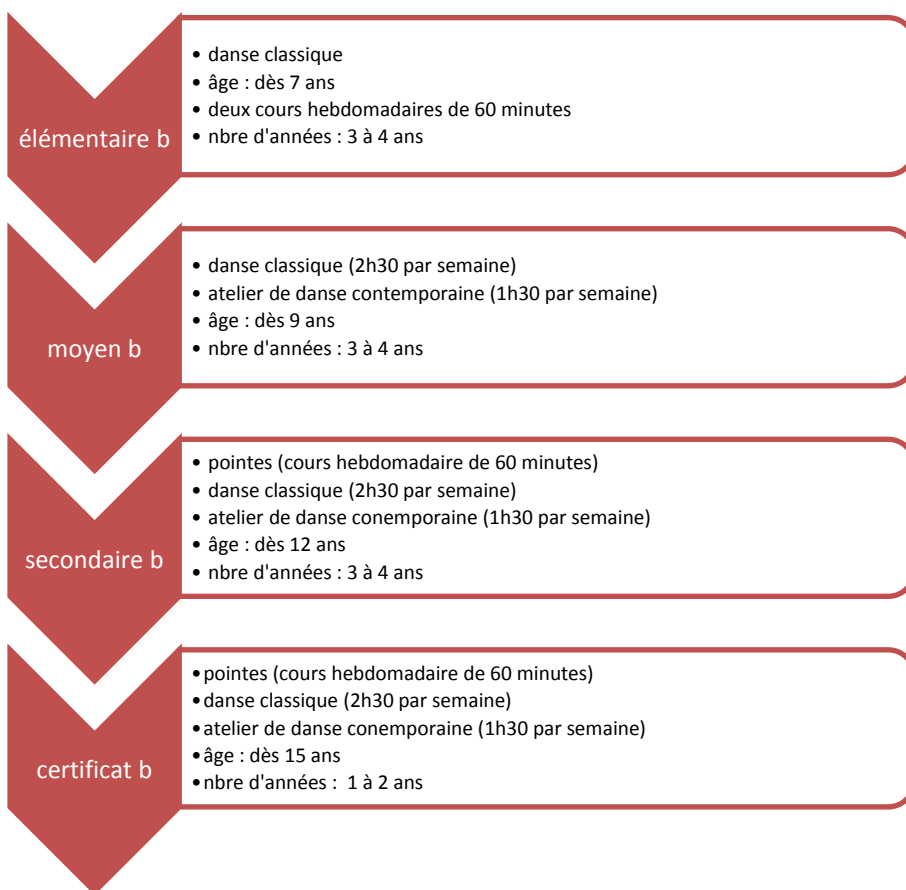 élémentaire b
• danse classique
• âge : dès 7 ans
• deux cours hebdomadaires de 60 minutes
• nbre d'années : 3 à 4 ans
moyen b
• danse classique (2h30 par semaine)
• atelier de danse contemporaine (1h30 par semaine)
• âge : dès 9 ans
• nbre d'années : 3 à 4 ans
secondaire b
• pointes (cours hebdomadaire de 60 minutes)
• danse classique (2h30 par semaine)
• atelier de danse conemporaine (1h30 par semaine)
• âge : dès 12 ans
• nbre d'années : 3 à 4 ans
certificat b
• pointes (cours hebdomadaire de 60 minutes)
• danse classique (2h30 par semaine)
• atelier de danse conemporaine (1h30 par semaine)
• âge : dès 15 ans
• nbre d'années : 1 à 2 ans